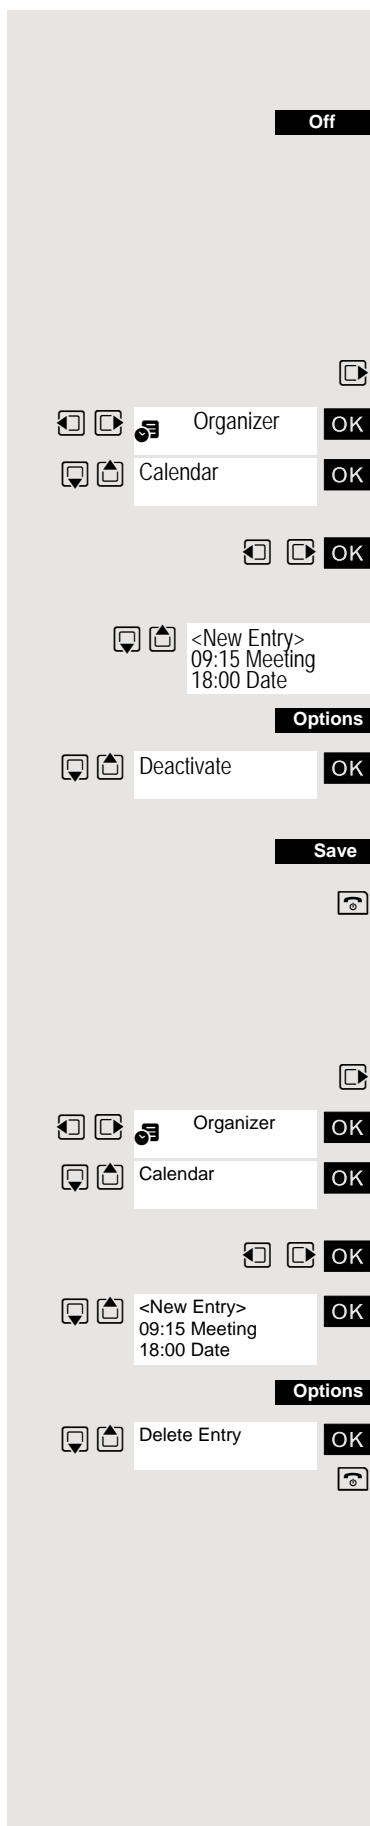 Off
Organizer OK
Calendar OK
OK
<New Entry>
09:15 Meeting
18:00 Date
Options
Deactivate OK
Save
Organizer OK
Calendar OK
OK
<New Entry> OK
09:15 Meeting
18:00 Date
Options
Delete Entry OK